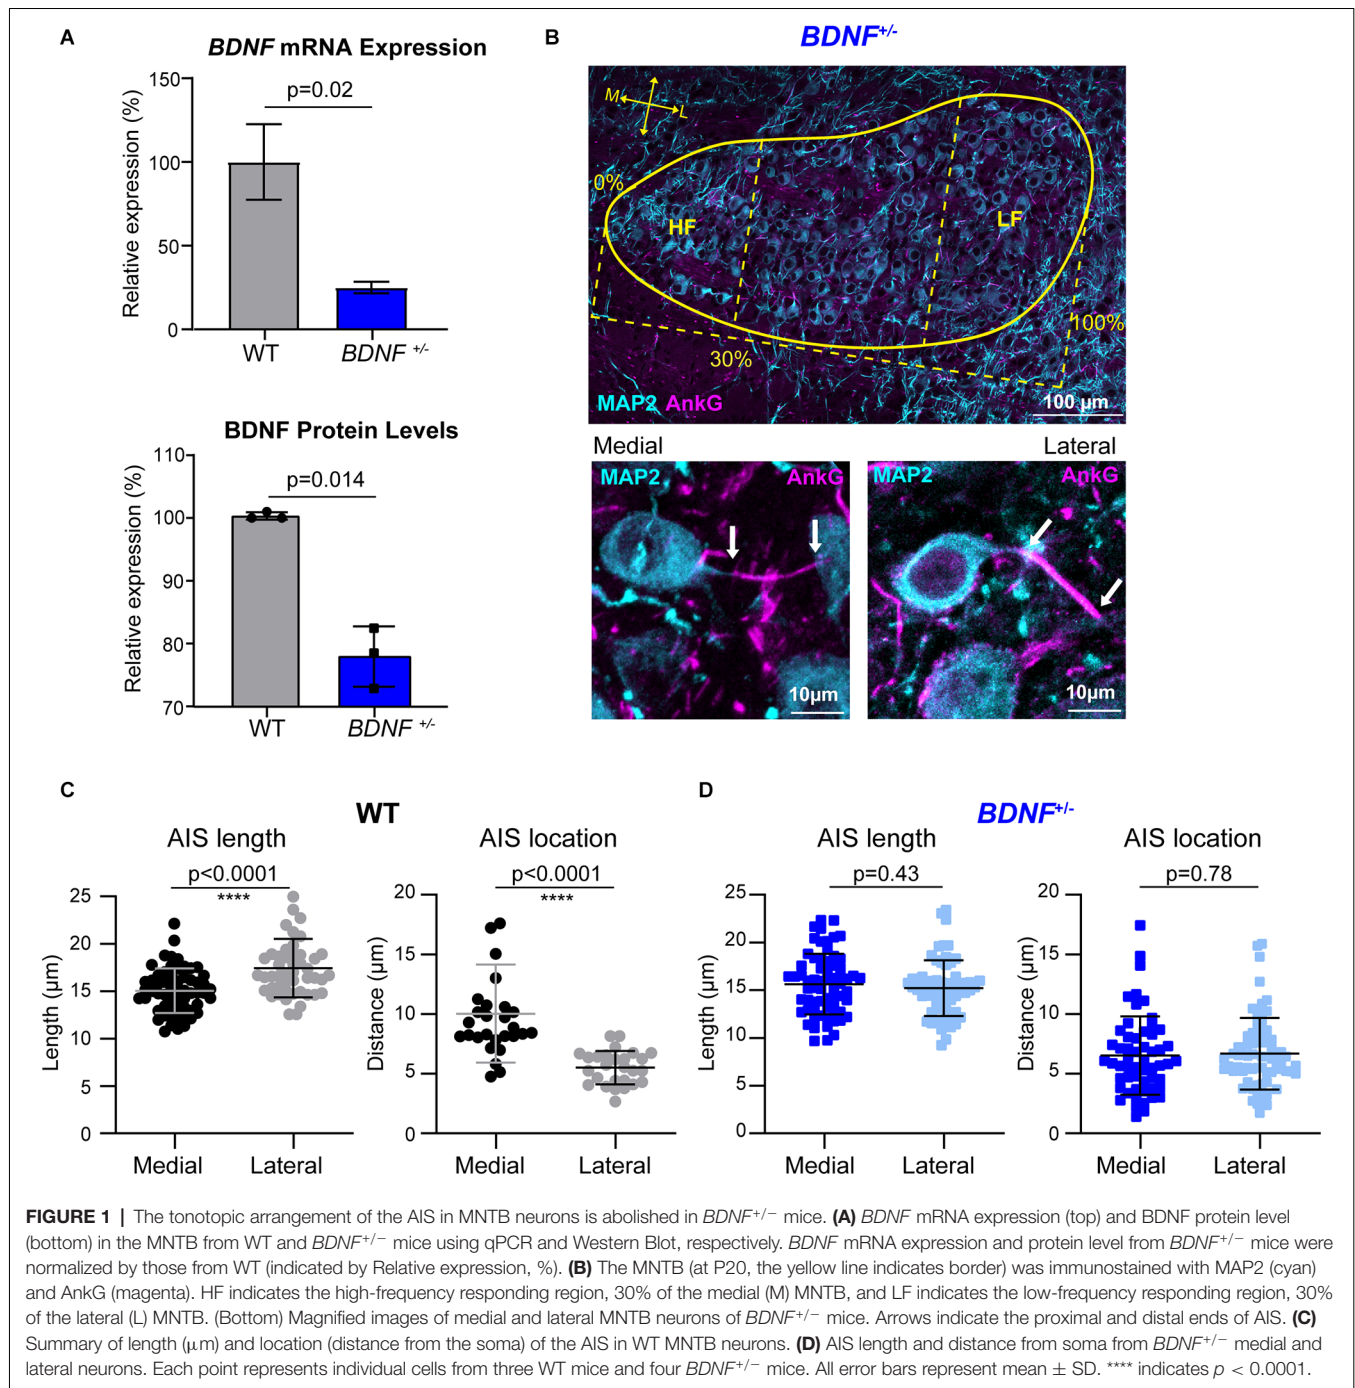 A
BDNF mRNA Expression
150
100
50
0
Relative expression (%)
p=0.02
WT
BDNF +/-
BDNF Protein Levels
110
100
90
80
70
Relative expression (%)
p=0.014
WT
BDNF +/-
B
BDNF+/-
M
L
0%
HF
LF
30%
100%
MAP2 AnkG
100 µm
Medial
Lateral
MAP2
AnkG
10µm
MAP2
AnkG
10µm
C
WT
AIS length
p<0.0001
****
25
20
15
10
5
0
Length (µm)
Medial
Lateral
AIS location
p<0.0001
****
20
15
10
5
0
Distance (µm)
Medial
Lateral
D
BDNF+/-
AIS length
p=0.43
25
20
15
10
5
0
Length (µm)
Medial
Lateral
AIS location
p=0.78
20
15
10
5
0
Distance (µm)
Medial
Lateral
FIGURE 1 | The tonotopic arrangement of the AIS in MNTB neurons is abolished in BDNF+/− mice. (A) BDNF mRNA expression (top) and BDNF protein level
(bottom) in the MNTB from WT and BDNF+/− mice using qPCR and Western Blot, respectively. BDNF mRNA expression and protein level from BDNF+/− mice were
normalized by those from WT (indicated by Relative expression, %). (B) The MNTB (at P20, the yellow line indicates border) was immunostained with MAP2 (cyan)
and AnkG (magenta). HF indicates the high-frequency responding region, 30% of the medial (M) MNTB, and LF indicates the low-frequency responding region, 30%
of the lateral (L) MNTB. (Bottom) Magnified images of medial and lateral MNTB neurons of BDNF+/− mice. Arrows indicate the proximal and distal ends of AIS. (C)
Summary of length (µm) and location (distance from the soma) of the AIS in WT MNTB neurons. (D) AIS length and distance from soma from BDNF+/− medial and
lateral neurons. Each point represents individual cells from three WT mice and four BDNF+/− mice. All error bars represent mean ± SD. **** indicates p < 0.0001.